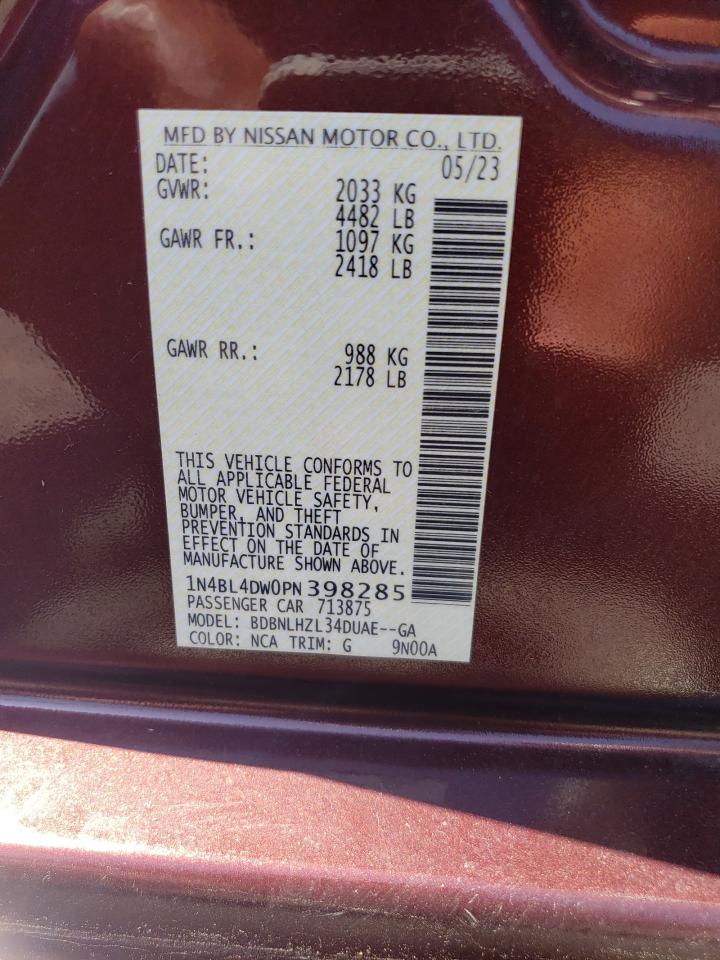 MFD BY NISSAN MOTOR CO., LTD.
DATE: 05/23
GVWR: 2033 KG
4482 LB
GAWR FR.: 1097 KG
2418 LB
GAWR RR.: 988 KG
2178 LB
THIS VEHICLE CONFORMS TO
ALL APPLICABLE FEDERAL
MOTOR VEHICLE SAFETY,
BUMPER, AND THEFT
PREVENTION STANDARDS IN
EFFECT ON THE DATE OF
MANUFACTURE SHOWN ABOVE.
1N4BL4DW0PN398285
PASSENGER CAR 713875
MODEL: BDBNLHZL34DUAE--GA
COLOR: NCA TRIM: G 9N00A